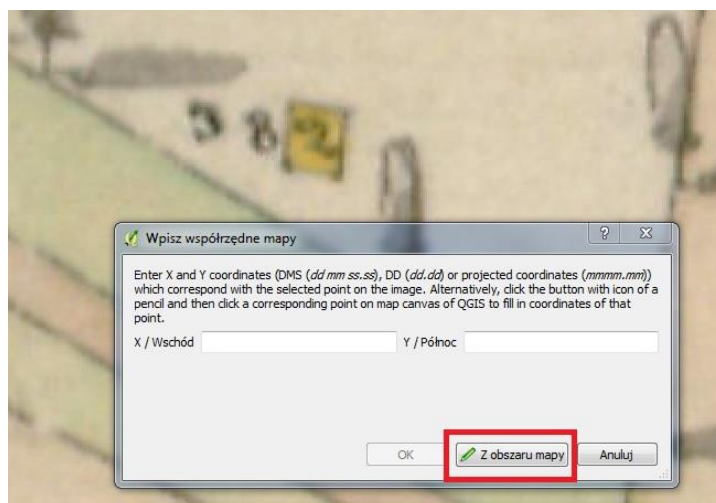 382
Wpisz współrzędne mapy
Enter X and Y coordinates (DMS (dd mm ss.ss), DD (dd.dd) or projected coordinates (mmmm.mm))
which correspond with the selected point on the image. Alternatively, click the button with icon of a
pencil and then click a corresponding point on map canvas of QGIS to fill in coordinates of that
point.
X / Wschód Y / Północ
OK Z obszaru mapy Anuluj